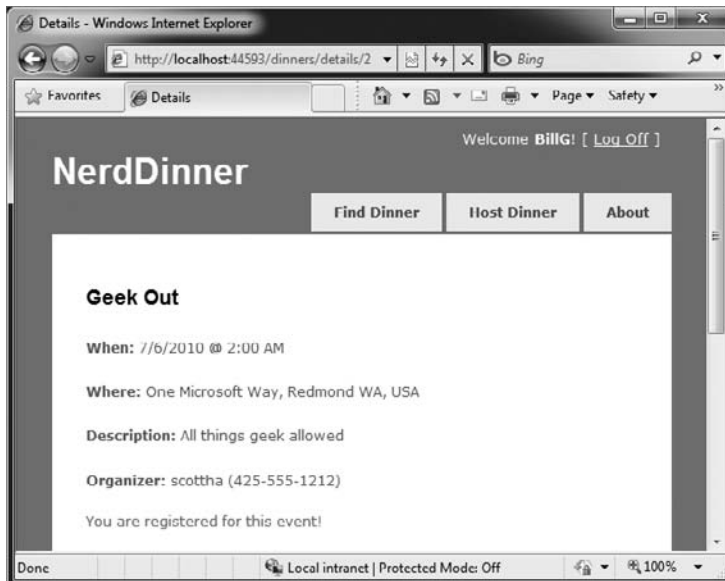 Details - Windows Internet Explorer
http://localhost:44593/dinners/details/2
Bing
Favorites
Details
Page
Safety
»
Welcome BillG! [ Log Off ]
NerdDinner
Find Dinner
Host Dinner
About
Geek Out
When: 7/6/2010 @ 2:00 AM
Where: One Microsoft Way, Redmond WA, USA
Description: All things geek allowed
Organizer: scottha (425-555-1212)
You are registered for this event!
Done
Local intranet | Protected Mode: Off
100%